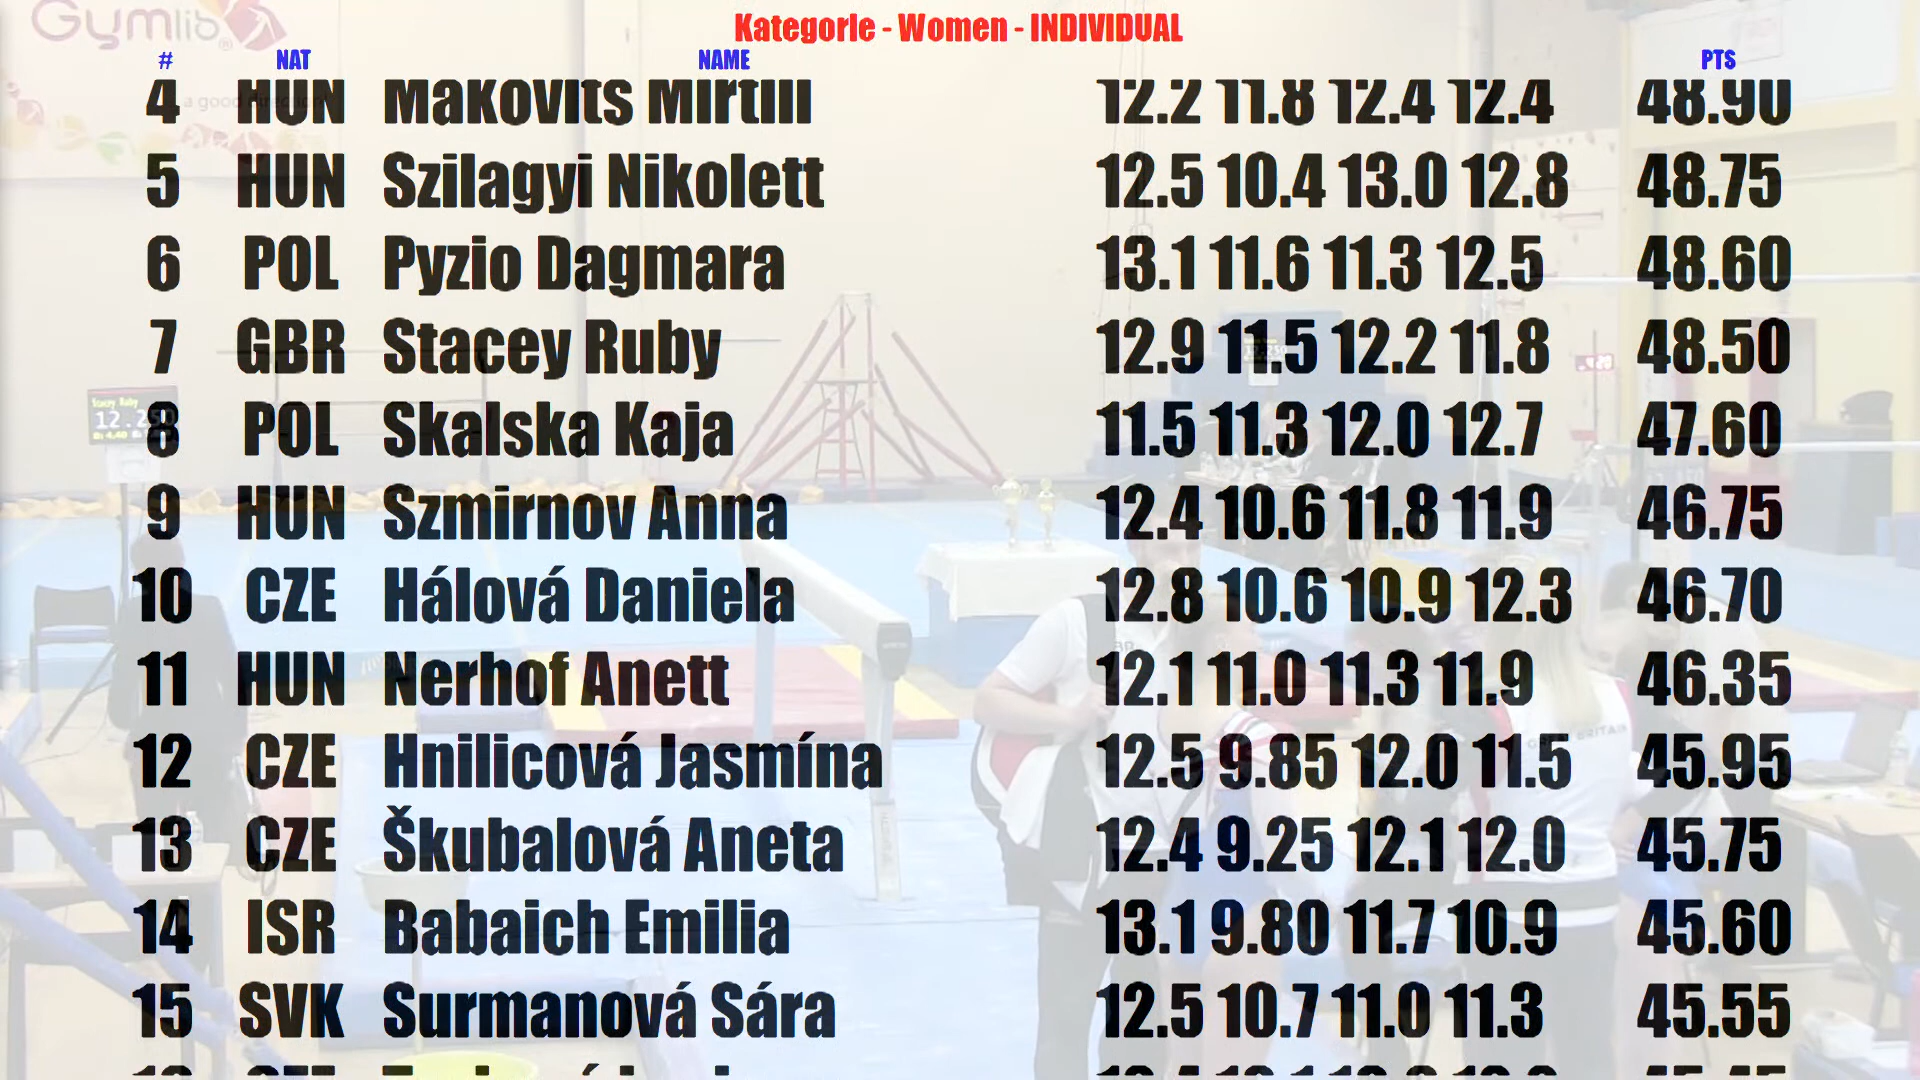 Gymlib®
a good direction
Kategorie - Women - INDIVIDUAL
# NAT NAME PTS
4 HUN Makovits Mirtill 12.2 11.8 12.4 12.4 48.90
5 HUN Szilagyi Nikolett 12.5 10.4 13.0 12.8 48.75
6 POL Pyzio Dagmara 13.1 11.6 11.3 12.5 48.60
7 GBR Stacey Ruby 12.9 11.5 12.2 11.8 48.50
8 POL Skalska Kaja 11.5 11.3 12.0 12.7 47.60
9 HUN Szmirnov Anna 12.4 10.6 11.8 11.9 46.75
10 CZE Hálová Daniela 12.8 10.6 10.9 12.3 46.70
11 HUN Nerhof Anett 12.1 11.0 11.3 11.9 46.35
12 CZE Hnilicová Jasmína 12.5 9.85 12.0 11.5 45.95
13 CZE Škubalová Aneta 12.4 9.25 12.1 12.0 45.75
14 ISR Babaich Emilia 13.1 9.80 11.7 10.9 45.60
15 SVK Surmanová Sára 12.5 10.7 11.0 11.3 45.55
Stacey Ruby